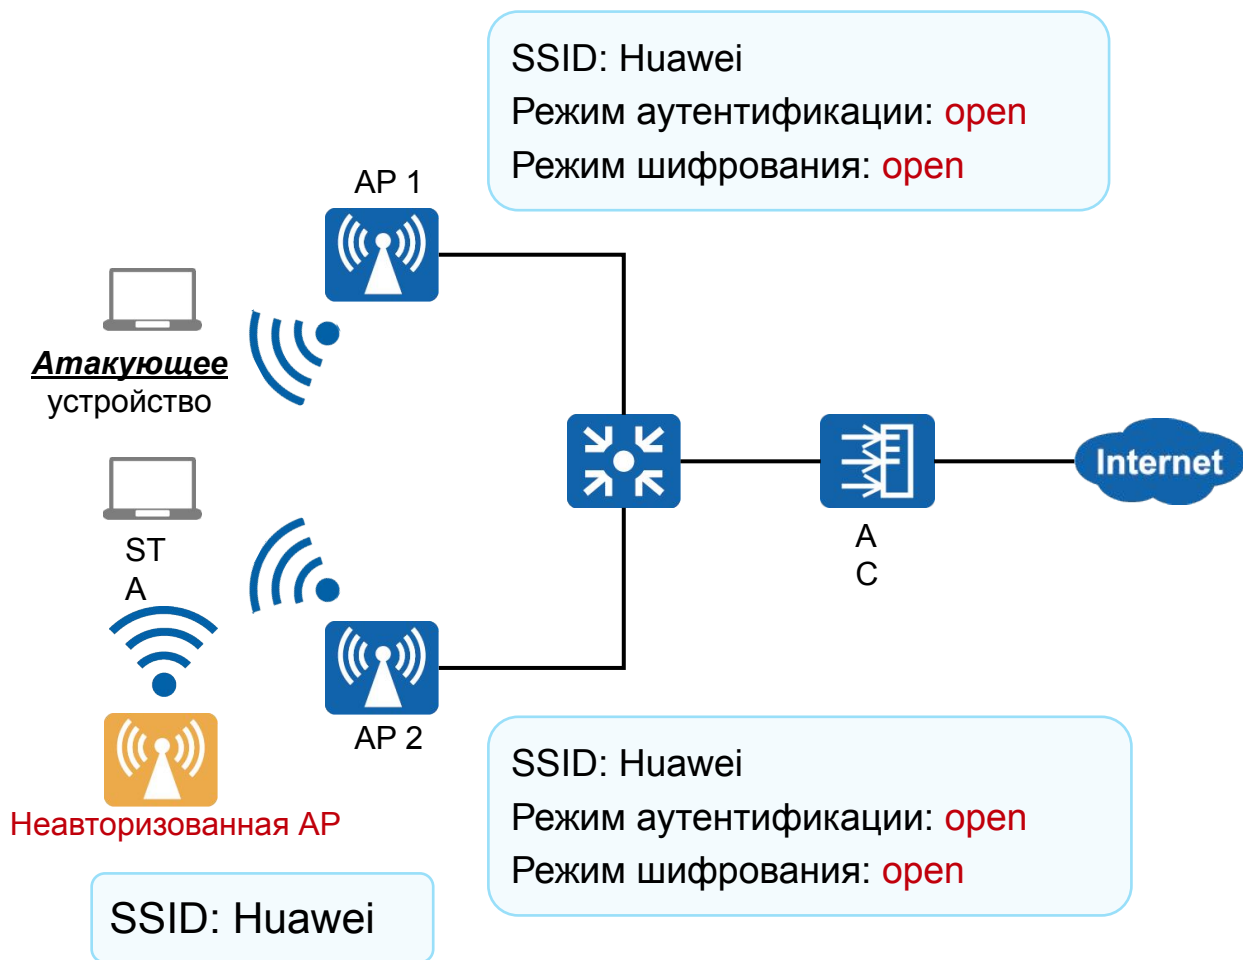 SSID: Huawei
Режим аутентификации: open
Режим шифрования: open
AP 1
Атакующее
устройство
Internet
ST
A
A
C
AP 2
SSID: Huawei
Режим аутентификации: open
Режим шифрования: open
Неавторизованная AP
SSID: Huawei